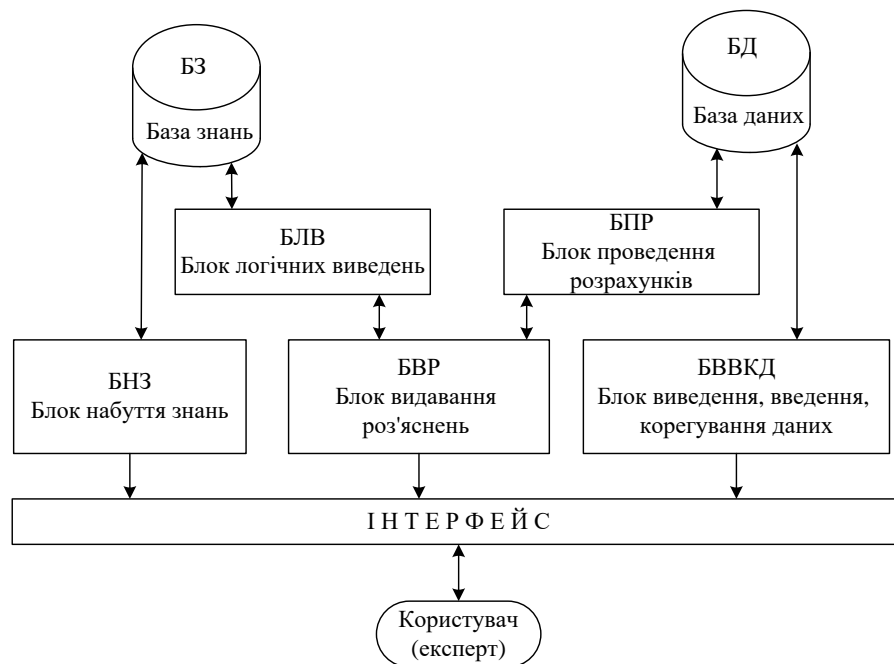 БЗ
База знань
БД
База даних
БЛВ
Блок логічних виведень
БПР
Блок проведення
розрахунків
БНЗ
Блок набуття знань
БВР
Блок видавання
роз'яснень
БВВКД
Блок виведення, введення,
корегування даних
І Н Т Е Р Ф Е Й С
Користувач
(експерт)